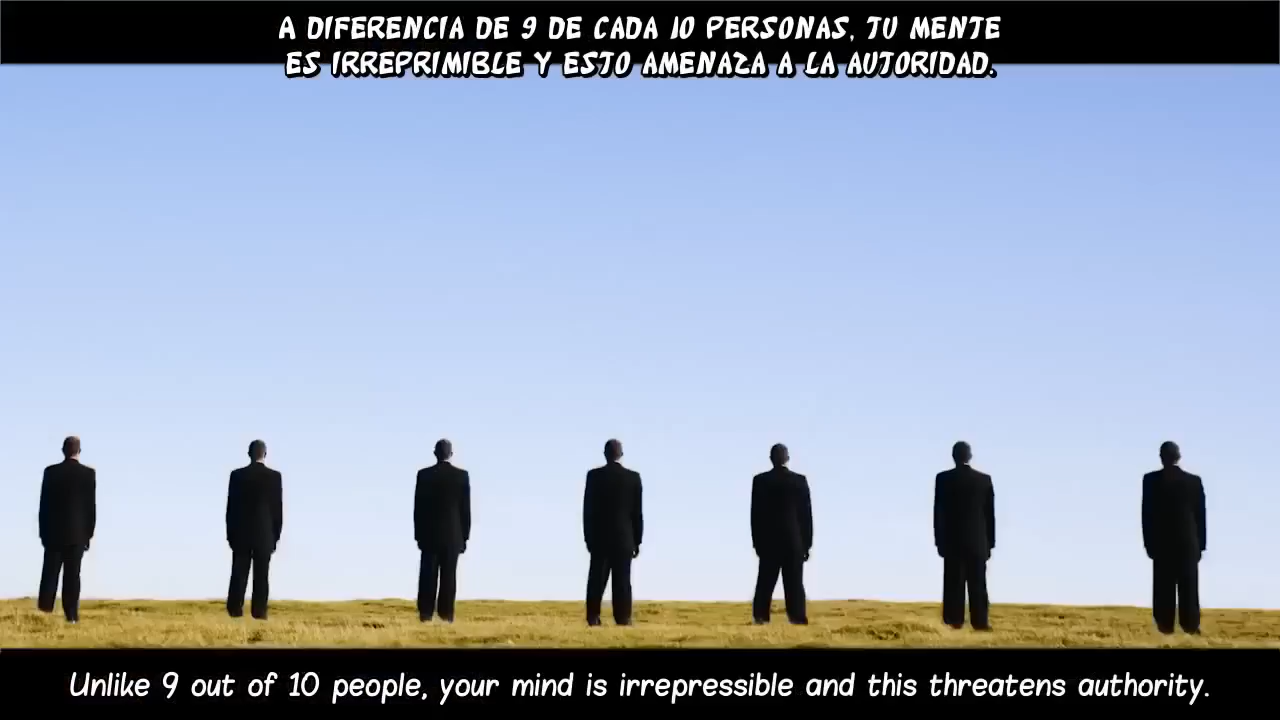 A DIFERENCIA DE 9 DE CADA 10 PERSONAS, TU MENTE
ES IRREPRIMIBLE Y ESTO AMENAZA A LA AUTORIDAD.
Unlike 9 out of 10 people, your mind is irrepressible and this threatens authority.